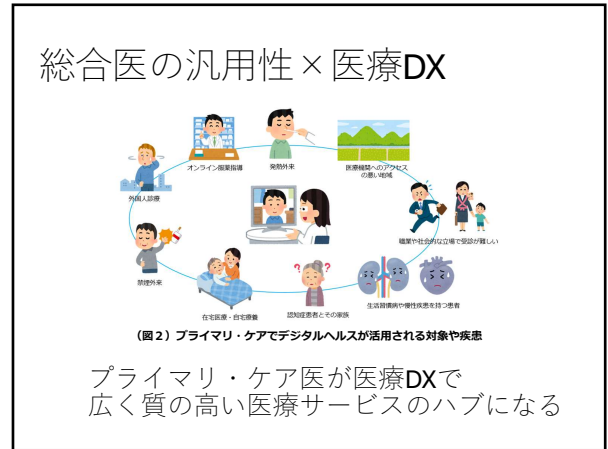 総合医の汎用性×医療DX
オンライン服薬指導
発熱外来
医療機関へのアクセス
の悪い地域
外国人診療
職業や社会的な立場で受診が難しい
禁煙外来
在宅医療・自宅療養
認知症患者とその家族
生活習慣病や慢性疾患を持つ患者
(図2)プライマリ・ケアでデジタルヘルスが活用される対象や疾患
プライマリ・ケア医が医療DXで
広く質の高い医療サービスのハブになる